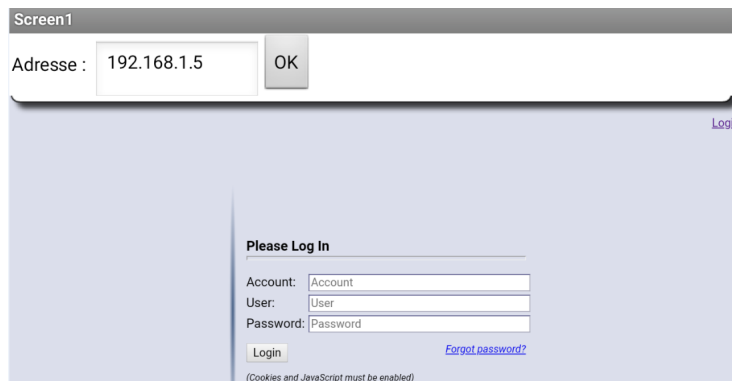 Screen1
Adresse : 192.168.1.5 OK
Please Log In
Account: Account
User: User
Password: Password
Login Forgot password?
(Cookies and JavaScript must be enabled)